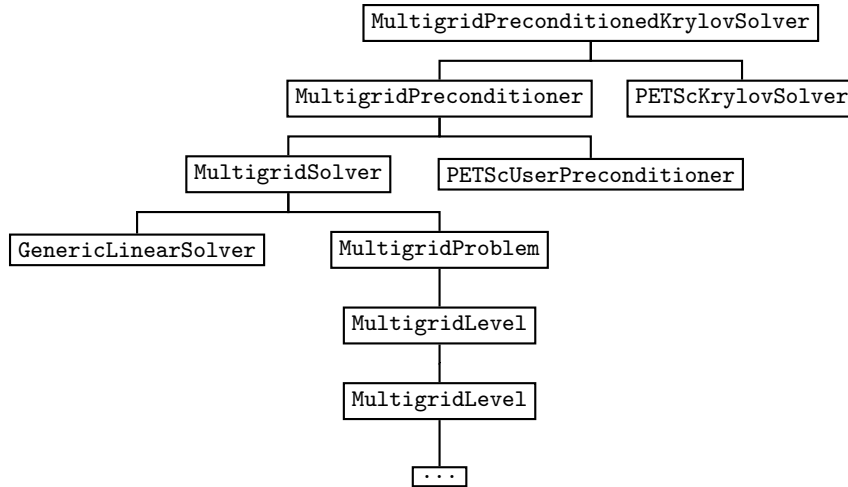 MultigridPreconditionedKrylovSolver
MultigridPreconditioner
PETScKrylovSolver
MultigridSolver
PETScUserPreconditioner
GenericLinearSolver
MultigridProblem
MultigridLevel
MultigridLevel
...